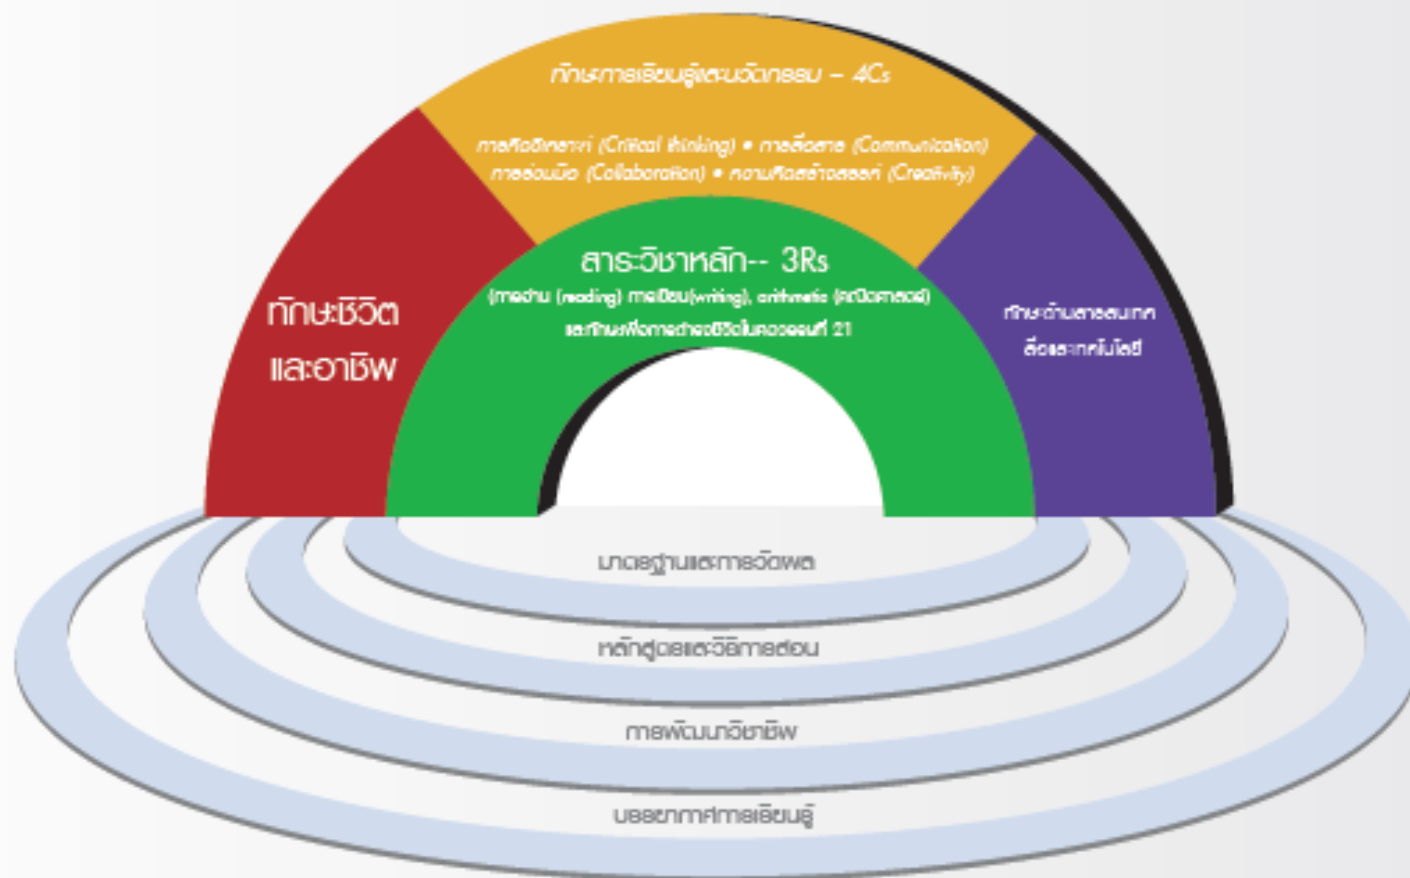 ทักษะการเรียนรู้และนวัตกรรม – 4Cs
การคิดวิเคราะห์ (Critical thinking) • การสื่อสาร (Communication)
การร่วมมือ (Collaboration) • ความคิดสร้างสรรค์ (Creativity)
สาระวิชาหลัก-- 3Rs
(การอ่าน (reading) การเขียน(writing), arithmetic (คณิตศาสตร์)
และทักษะเพื่อการดำรงชีวิตในศตวรรษที่ 21
ทักษะชีวิต
และอาชีพ
ทักษะด้านสารสนเทศ
สื่อและเทคโนโลยี
มาตรฐานและการวัดผล
หลักสูตรและวิธีการสอน
การพัฒนาวิชาชีพ
บรรยากาศการเรียนรู้